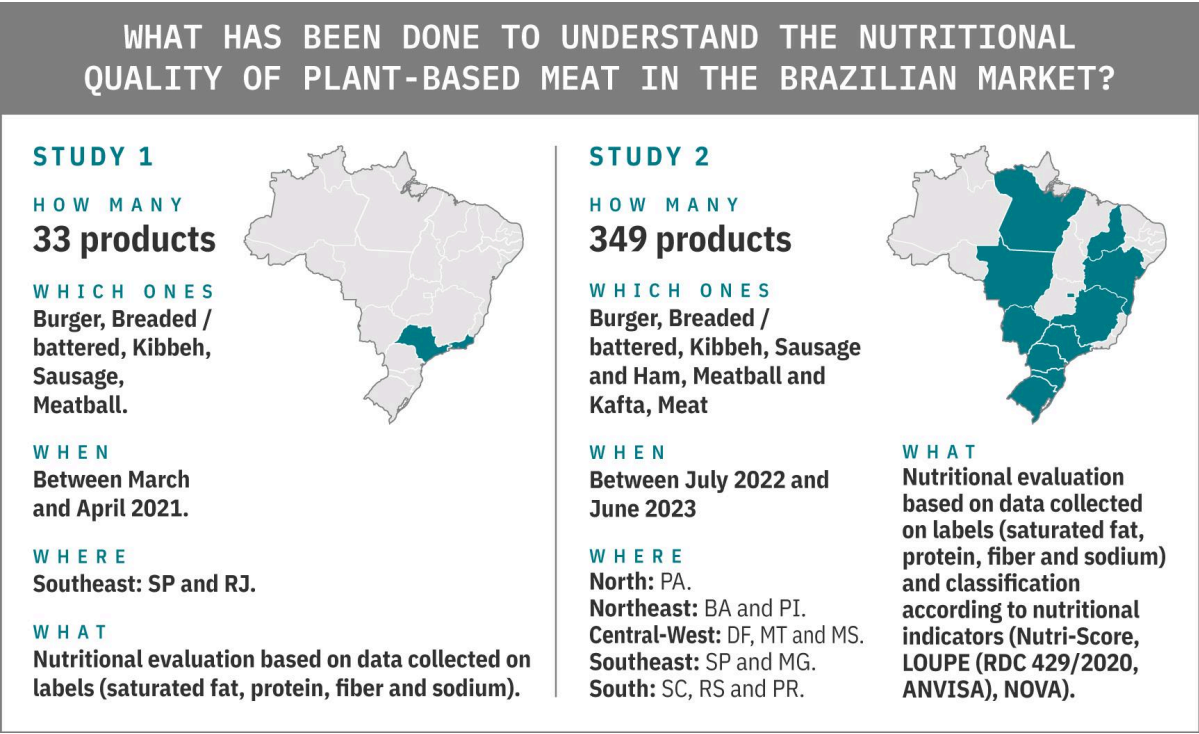 WHAT HAS BEEN DONE TO UNDERSTAND THE NUTRITIONAL
QUALITY OF PLANT-BASED MEAT IN THE BRAZILIAN MARKET?
STUDY 1
HOW MANY
33 products
WHICH ONES
Burger, Breaded /
battered, Kibbeh,
Sausage,
Meatball.
WHEN
Between March
and April 2021.
WHERE
Southeast: SP and RJ.
WHAT
Nutritional evaluation based on data collected on
labels (saturated fat, protein, fiber and sodium).
STUDY 2
HOW MANY
349 products
WHICH ONES
Burger, Breaded /
battered, Kibbeh, Sausage
and Ham, Meatball and
Kafta, Meat
WHEN
Between July 2022 and
June 2023
WHERE
North: PA.
Northeast: BA and PI.
Central-West: DF, MT and MS.
Southeast: SP and MG.
South: SC, RS and PR.
WHAT
Nutritional evaluation
based on data collected
on labels (saturated fat,
protein, fiber and sodium)
and classification
according to nutritional
indicators (Nutri-Score,
LOUPE (RDC 429/2020,
ANVISA), NOVA).